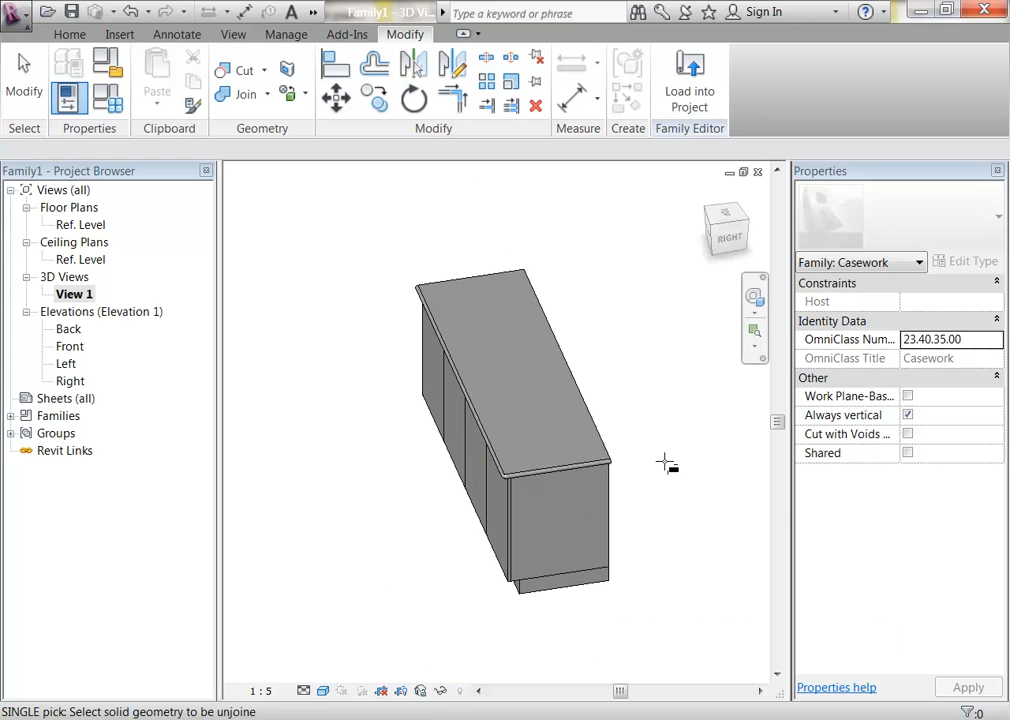 Family1 - 3D Vi...
Type a keyword or phrase
Sign In
Home
Insert
Annotate
View
Manage
Add-Ins
Modify
Modify
Paste
Cut
Join
Load into
Project
Select
Properties
Clipboard
Geometry
Modify
Measure
Create
Family Editor
Family1 - Project Browser
Views (all)
Floor Plans
Ref. Level
Ceiling Plans
Ref. Level
3D Views
View 1
Elevations (Elevation 1)
Back
Front
Left
Right
Sheets (all)
Families
Groups
Revit Links
RIGHT
Properties
Family: Casework
Edit Type
Constraints
Host
Identity Data
OmniClass Num... 23.40.35.00
OmniClass Title Casework
Other
Work Plane-Bas...
Always vertical
Cut with Voids ...
Shared
Properties help
Apply
1 : 5
SINGLE pick: Select solid geometry to be unjoine
:0